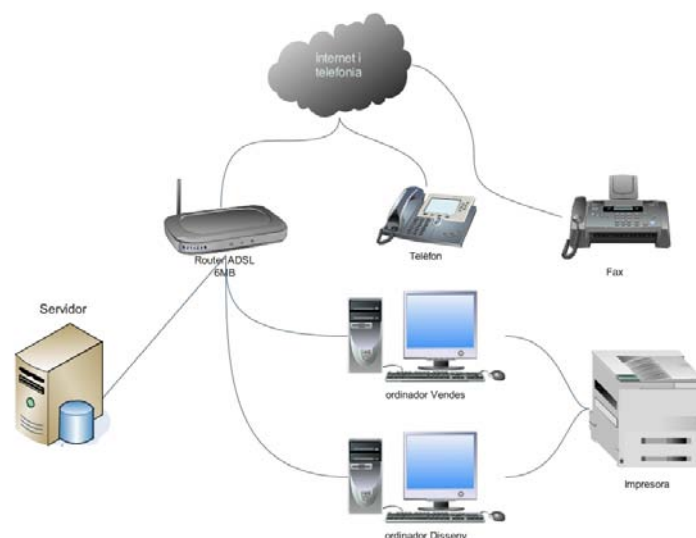 Internet i
telefonia
Router ADSL
6MB
Telèfon
Fax
Servidor
ordinador Vendes
Impresora
ordinador Disseny